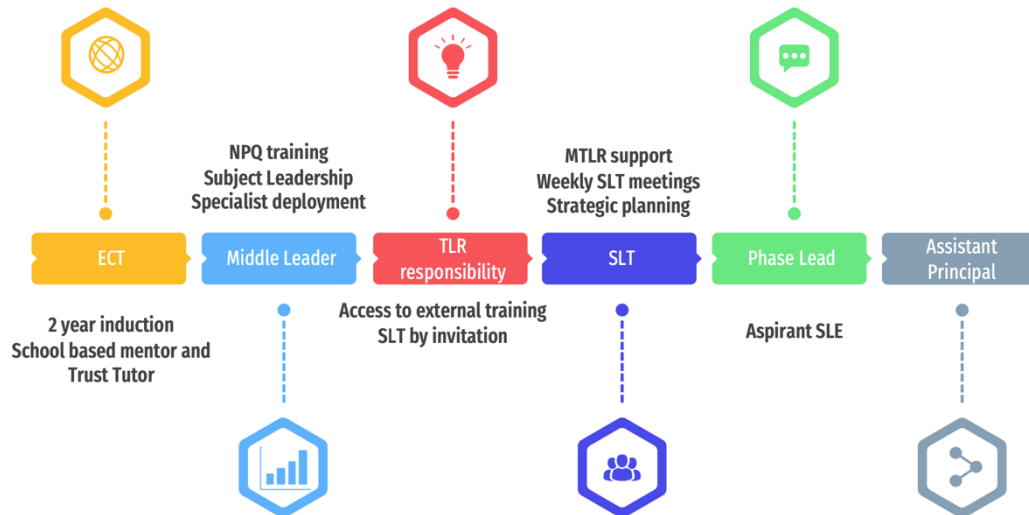 NPQ training
Subject Leadership
Specialist deployment
MTLR support
Weekly SLT meetings
Strategic planning
ECT
Middle Leader
TLR
responsibility
SLT
Phase Lead
Assistant
Principal
2 year induction
School based mentor and
Trust Tutor
Access to external training
SLT by invitation
Aspirant SLE